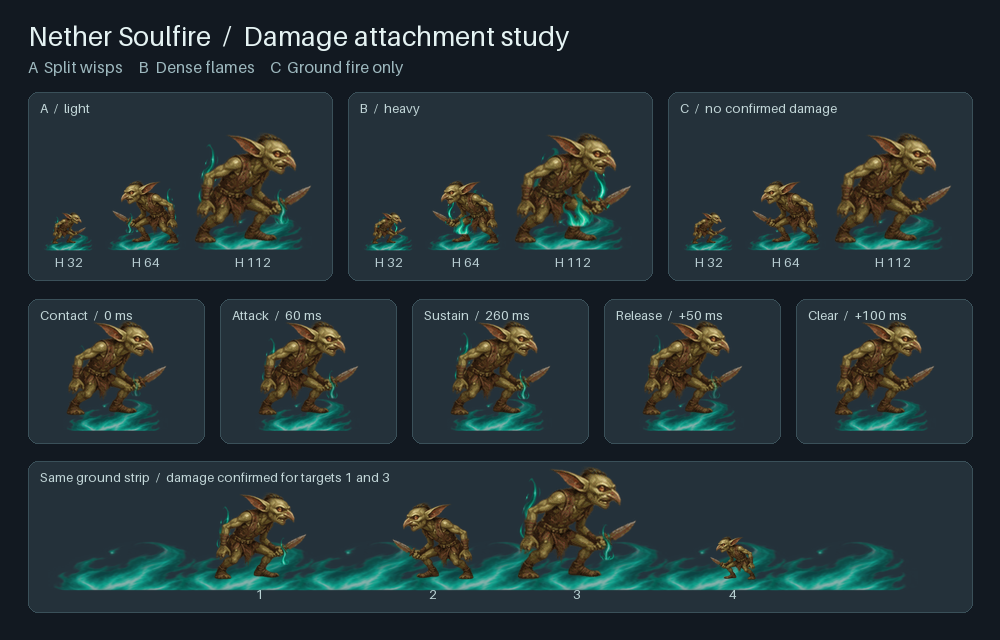 Nether Soulfire / Damage attachment study
A Split wisps B Dense flames C Ground fire only
A / light
B / heavy
C / no confirmed damage
H 32 H 64 H 112
H 32 H 64 H 112
H 32 H 64 H 112
Contact / 0 ms
Attack / 60 ms
Sustain / 260 ms
Release / +50 ms
Clear / +100 ms
Same ground strip / damage confirmed for targets 1 and 3
1 2 3 4